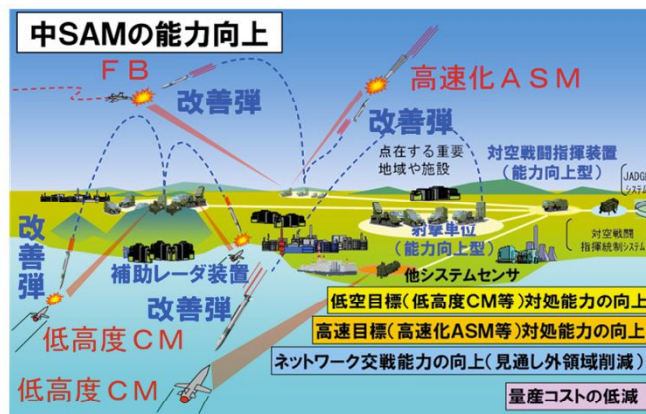 中SAMの能力向上
FB
改善弾
高速化ASM
改善弾
点在する重要
地域や施設
対空戦闘指揮装置
(能力向上型)
JADGE
システム
射撃単位
(能力向上型)
対空戦闘
指揮統制システム
改善弾
補助レーダ装置
改善弾
他システムセンサ
低高度CM
低高度CM
低空目標(低高度CM等)対処能力の向上
高速目標(高速化ASM等)対処能力の向上
ネットワーク交戦能力の向上(見通し外領域削減)
量産コストの低減